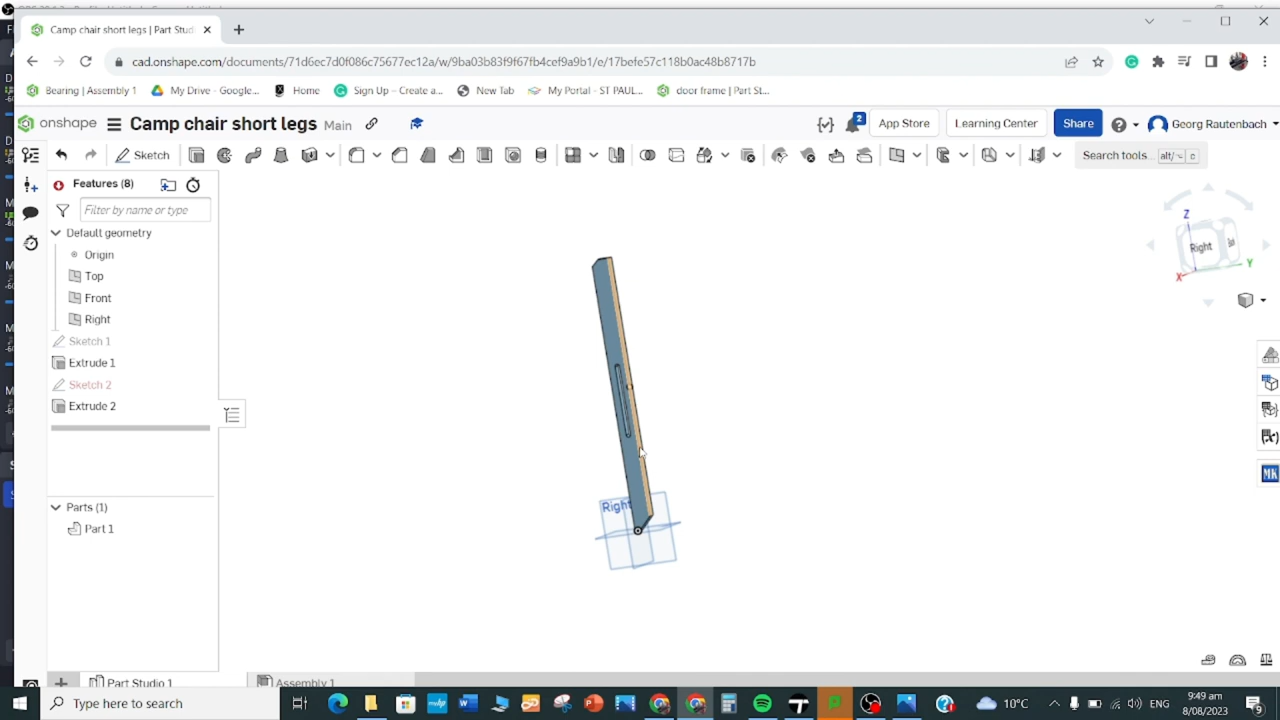 Camp chair short legs | Part Studi
cad.onshape.com/documents/71d6ec7d0f086c75677ec12a/w/9ba03b83f9f67fb4cef9a9b1/e/17befe57c118b0ac48b8717b
Bearing | Assembly 1
My Drive - Google...
Home
Sign Up – Create a...
New Tab
My Portal - ST PAUL...
door frame | Part St...
onshape
Camp chair short legs
Main
2
App Store
Learning Center
Share
Georg Rautenbach
Sketch
Search tools...
alt/
c
Features (8)
Filter by name or type
Default geometry
Origin
Top
Front
Right
Sketch 1
Extrude 1
Sketch 2
Extrude 2
Parts (1)
Part 1
Right
Z
Right
X
Y
MK
Part Studio 1
Assembly 1
Type here to search
10°C
ENG
9:49 am
8/08/2023